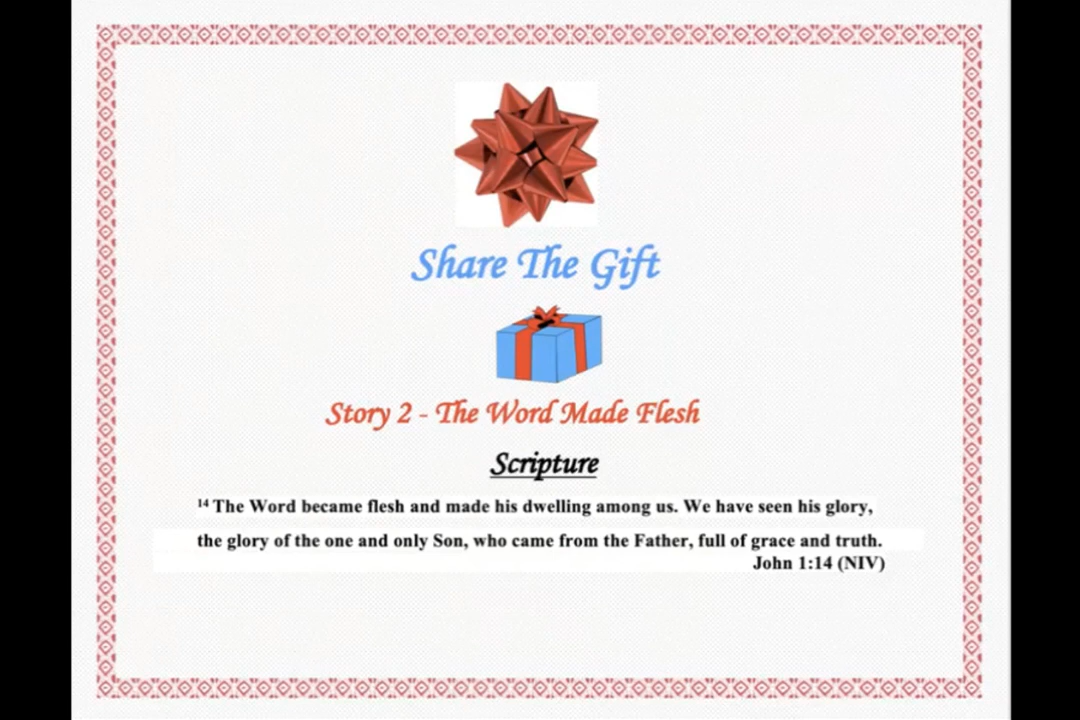 Share The Gift
Story 2 - The Word Made Flesh
Scripture
14 The Word became flesh and made his dwelling among us. We have seen his glory,
the glory of the one and only Son, who came from the Father, full of grace and truth.
John 1:14 (NIV)